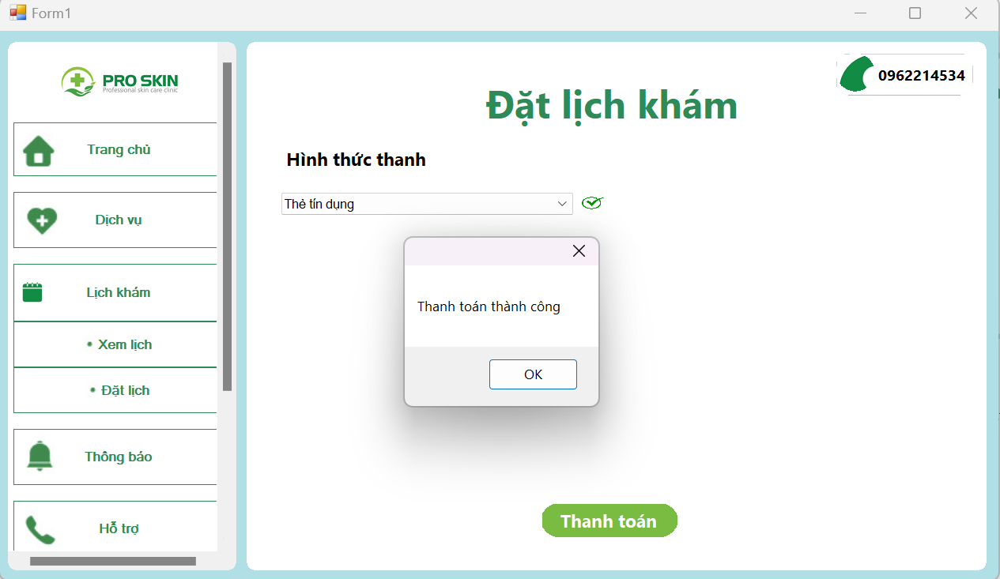 Form1
PRO SKIN
Professional skin care clinic
Trang chủ
Dịch vụ
Lịch khám
• Xem lịch
• Đặt lịch
Thông báo
Hỗ trợ
0962214534
Đặt lịch khám
Hình thức thanh
Thẻ tín dụng
Thanh toán thành công
OK
Thanh toán